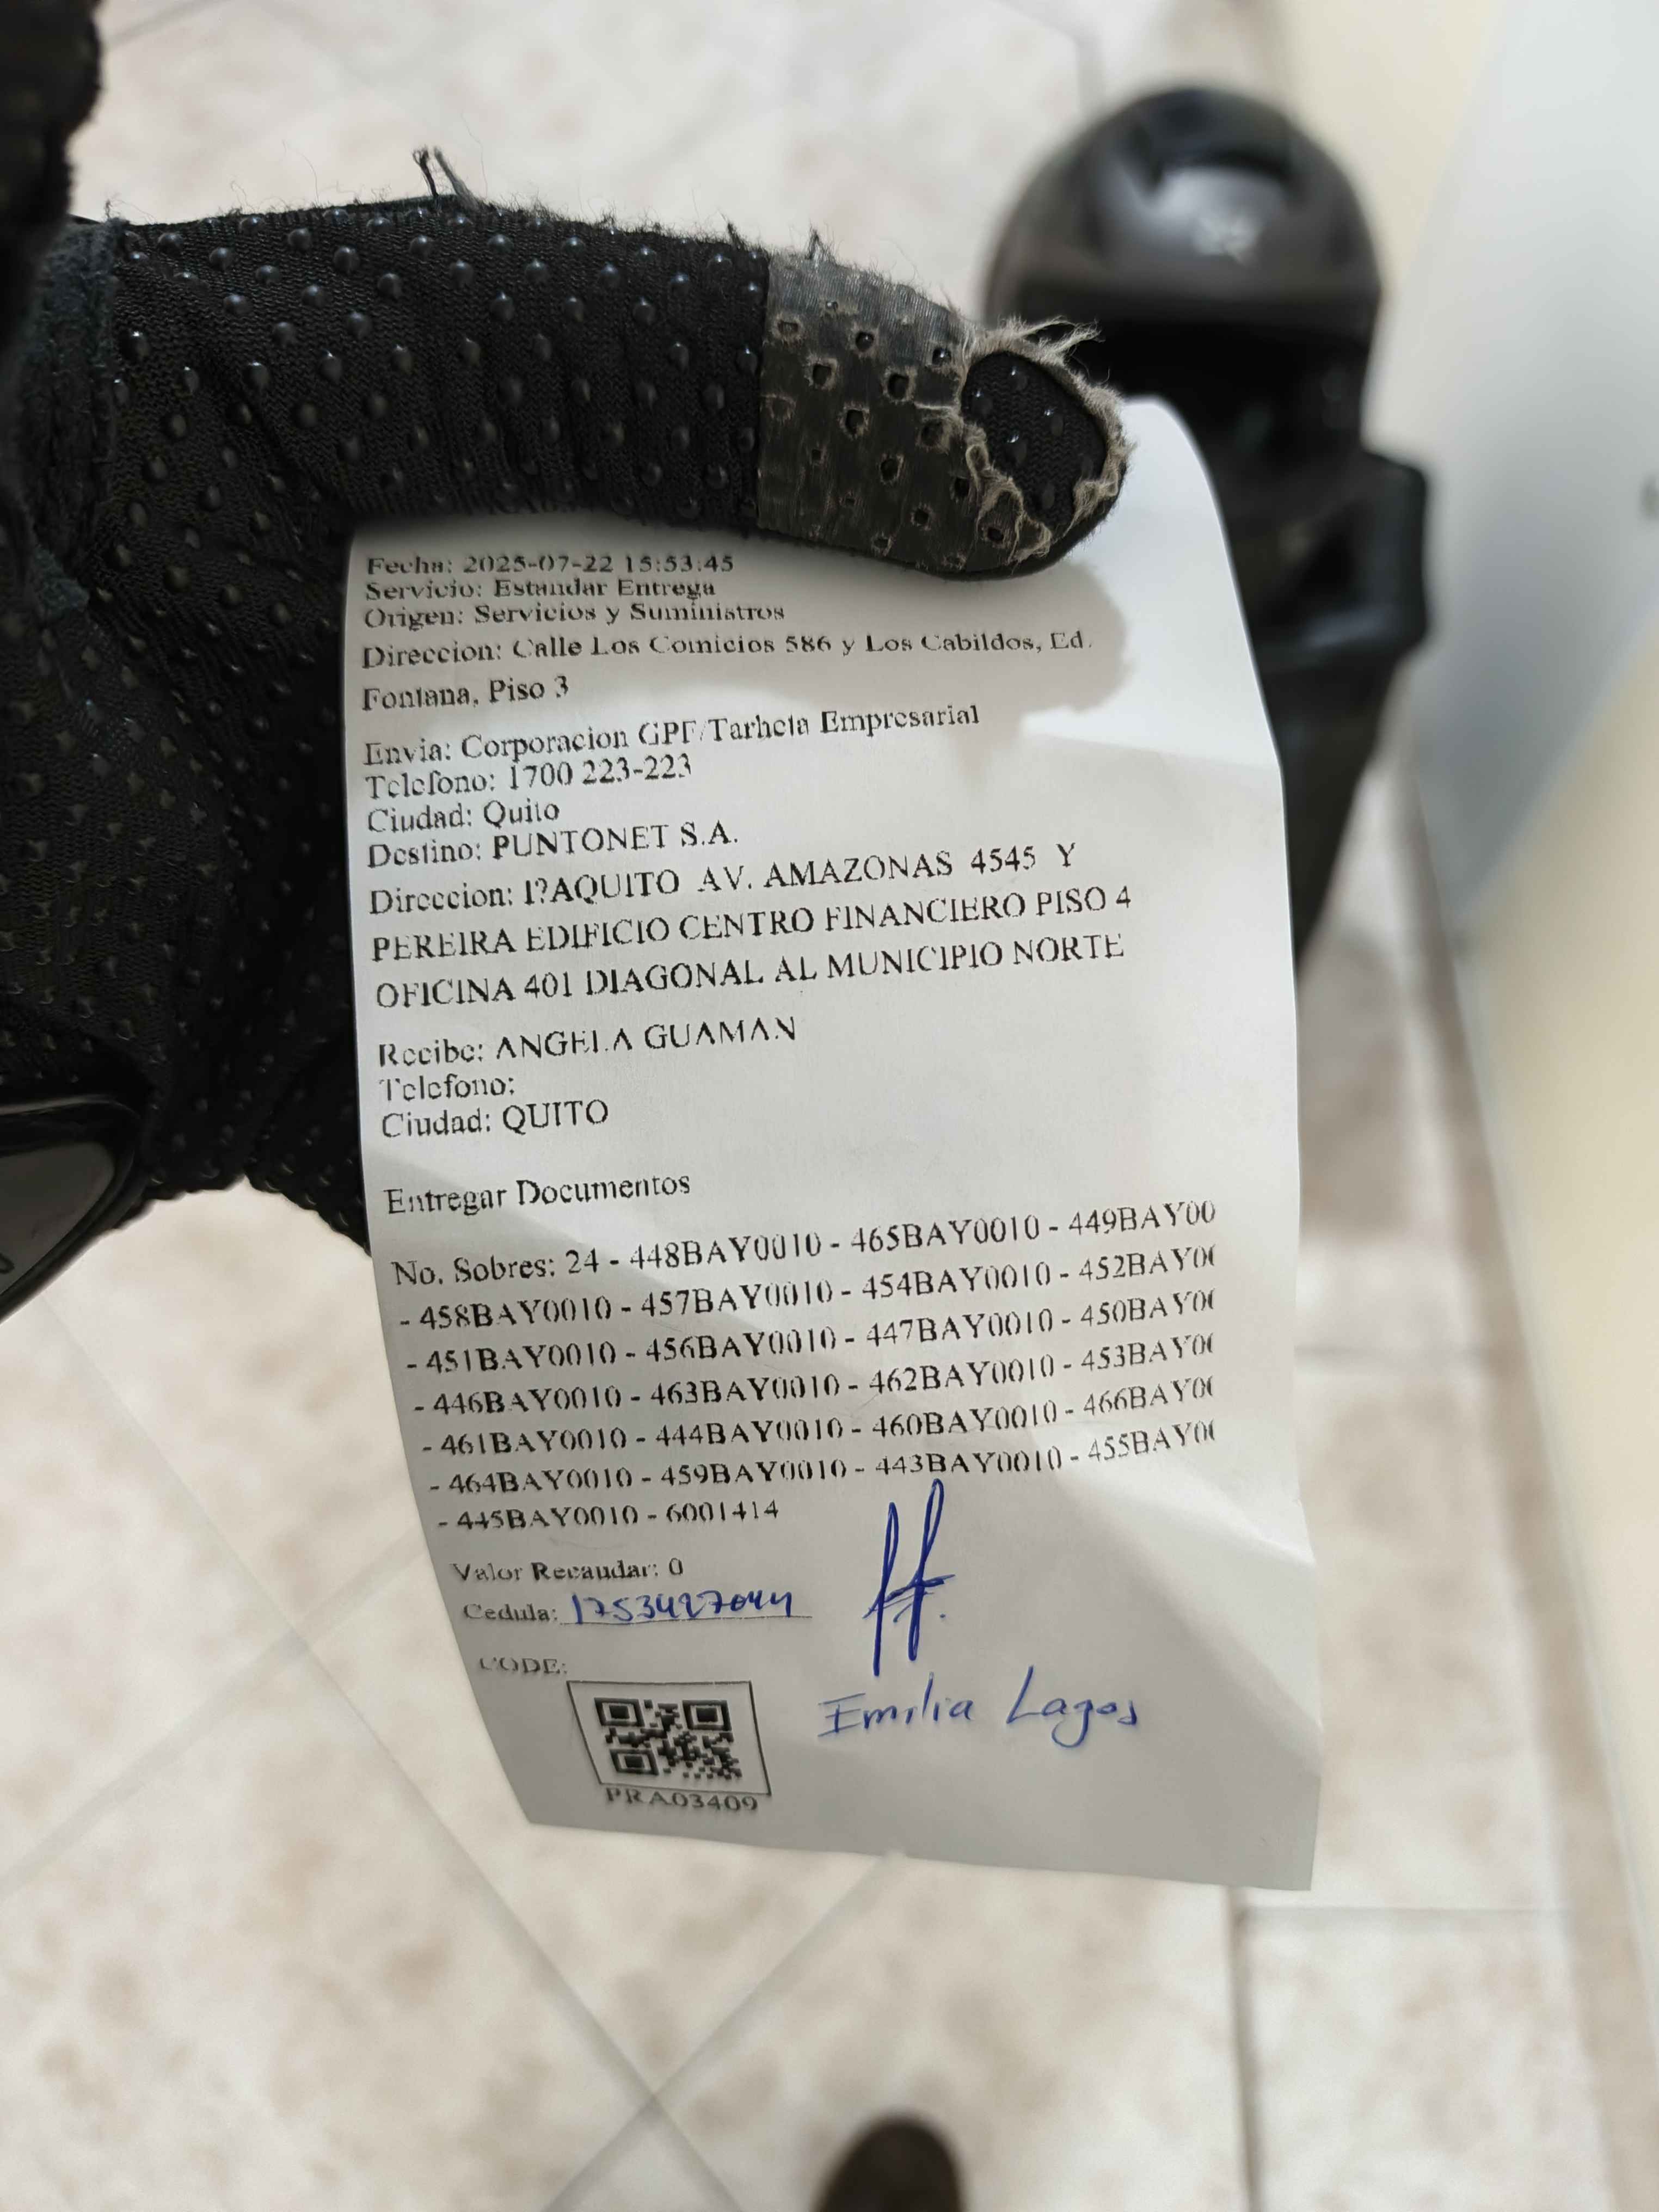 Fecha: 2025-07-22 15:53:45
Servicio: Estandar Entrega
Origen: Servicios y Suministros
Direccion: Calle Los Comicios 586 y Los Cabildos, Ed.
Fontana, Piso 3
Envia: Corporacion GPF/Tarheta Empresarial
Telefono: 1700 223-223
Ciudad: Quito
Destino: PUNTONET S.A.
Direccion: I?AQUITO AV. AMAZONAS 4545 Y
PEREIRA EDIFICIO CENTRO FINANCIERO PISO 4
OFICINA 401 DIAGONAL AL MUNICIPIO NORTE
Recibe: ANGELA GUAMAN
Telefono:
Ciudad: QUITO
Entregar Documentos
No. Sobres: 24 - 448BAY0010 - 465BAY0010 - 449BAY00
- 458BAY0010 - 457BAY0010 - 454BAY0010 - 452BAY0
- 451BAY0010 - 456BAY0010 - 447BAY0010 - 450BAY0
- 446BAY0010 - 463BAY0010 - 462BAY0010 - 453BAY0
- 461BAY0010 - 444BAY0010 - 460BAY0010 - 466BAY0
- 464BAY0010 - 459BAY0010 - 443BAY0010 - 455BAY0
- 445BAY0010 - 6001414
Valor Recaudar: 0
Cedula: 1753427044
CODE:
Emilia Lagos
PRA03409